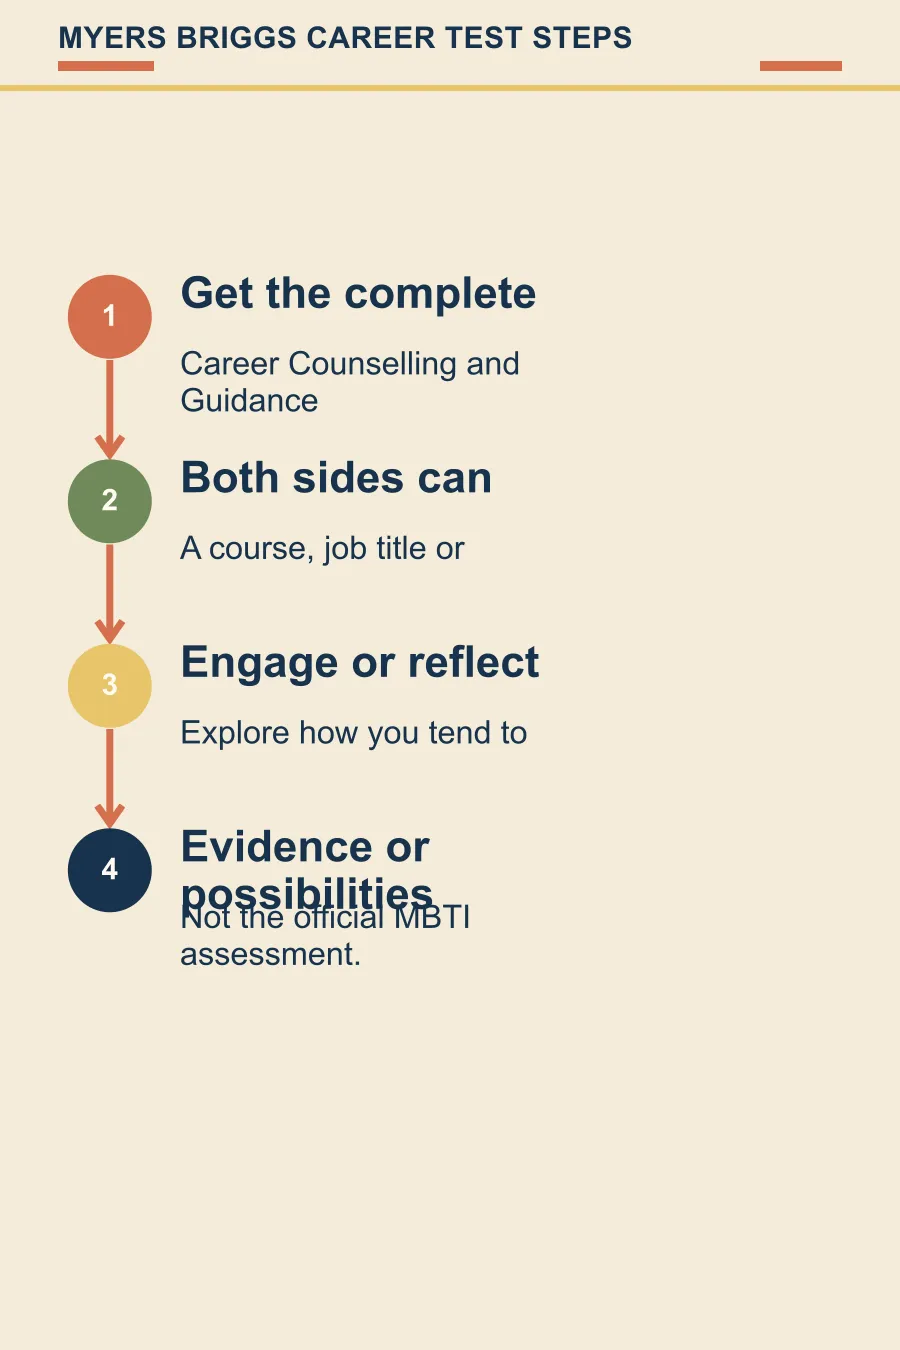 MYERS BRIGGS CAREER TEST STEPS
1
Get the complete
Career Counselling and
Guidance
2
Both sides can
A course, job title or
3
Engage or reflect
Explore how you tend to
4
Evidence or
possibilities
Not the official MBTI
assessment.